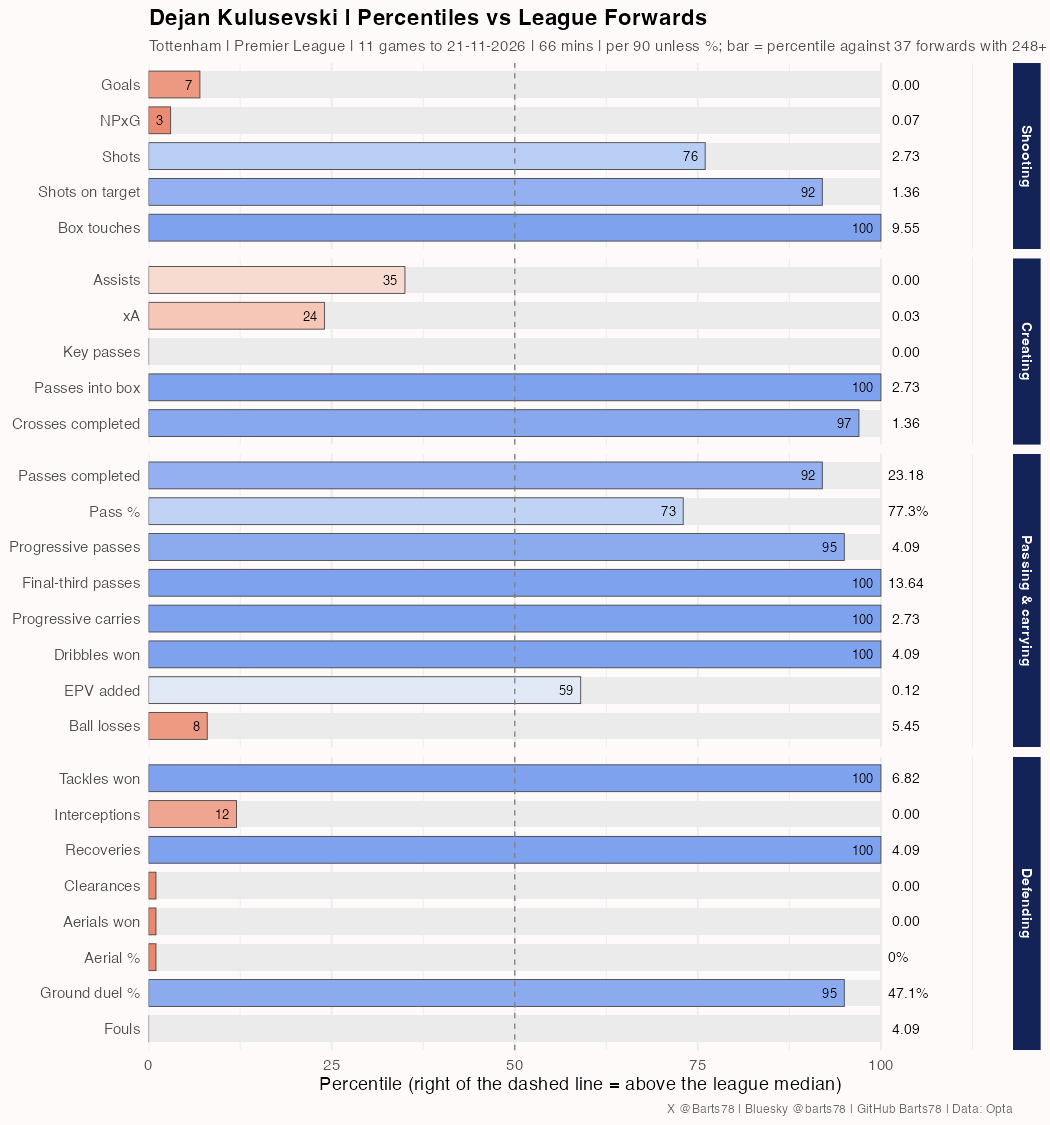 Dejan Kulusevski | Percentiles vs League Forwards
Tottenham | Premier League | 11 games to 21-11-2026 | 66 mins | per 90 unless %; bar = percentile against 37 forwards with 248+
Goals 7 0.00
NPxG 3 0.07
Shots 76 2.73
Shots on target 92 1.36
Box touches 100 9.55
Shooting
Assists 35 0.00
xA 24 0.03
Key passes 0.00
Passes into box 100 2.73
Crosses completed 97 1.36
Creating
Passes completed 92 23.18
Pass % 73 77.3%
Progressive passes 95 4.09
Final-third passes 100 13.64
Progressive carries 100 2.73
Dribbles won 100 4.09
EPV added 59 0.12
Ball losses 8 5.45
Passing & carrying
Tackles won 100 6.82
Interceptions 12 0.00
Recoveries 100 4.09
Clearances 0.00
Aerials won 0.00
Aerial % 0%
Ground duel % 95 47.1%
Fouls 4.09
Defending
0 25 50 75 100
Percentile (right of the dashed line = above the league median)
X @Barts78 | Bluesky @barts78 | GitHub Barts78 | Data: Opta